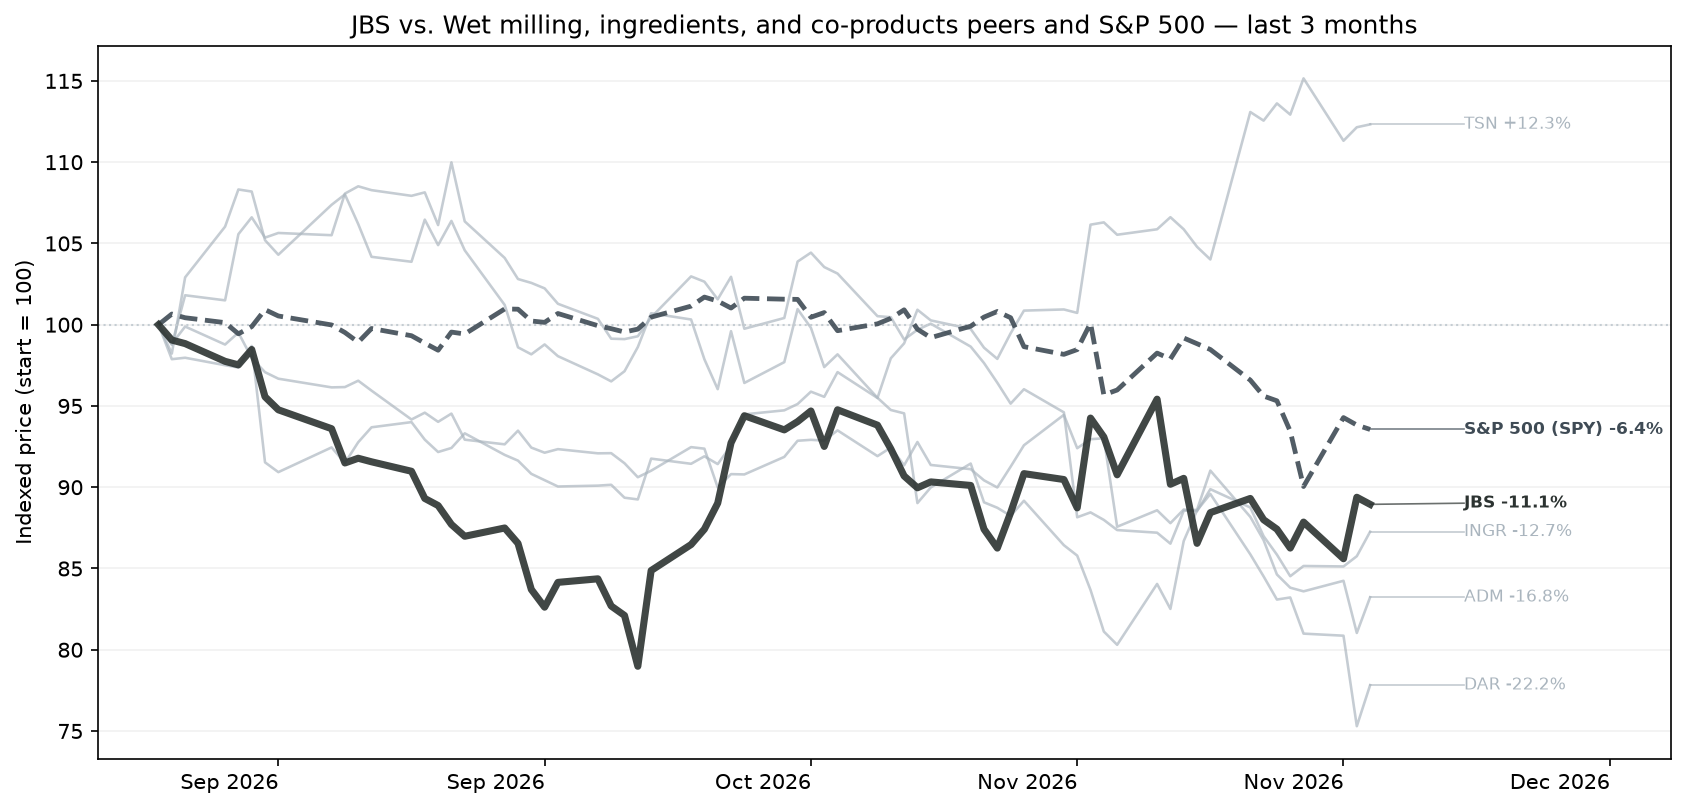 JBS vs. Wet milling, ingredients, and co-products peers and S&P 500 — last 3 months
Indexed price (start = 100)
115
110
105
100
95
90
85
80
75
TSN +12.3%
S&P 500 (SPY) -6.4%
JBS -11.1%
INGR -12.7%
ADM -16.8%
DAR -22.2%
Sep 2026
Sep 2026
Oct 2026
Nov 2026
Nov 2026
Dec 2026